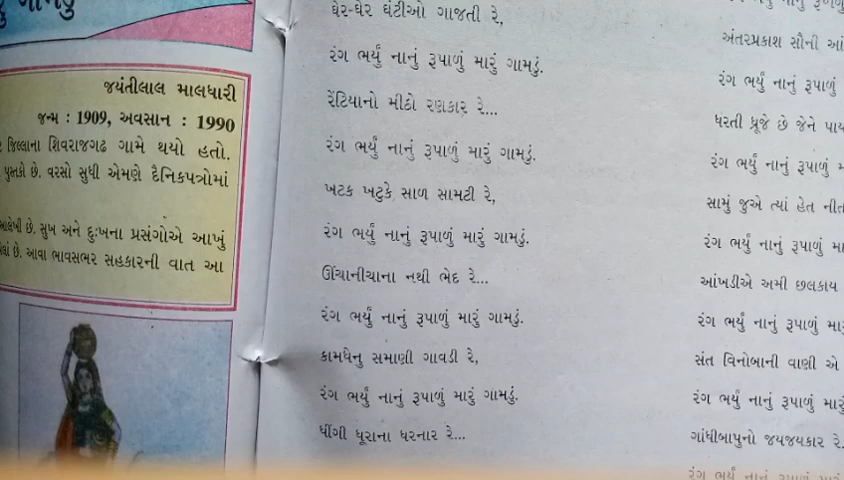 જયંતીલાલ માલધારી
જન્મ : 1909, અવસાન : 1990
જિલ્લાના શિવરાજગઢ ગામે થયો હતો.
પુસ્તકો છે. વરસો સુધી એમણે દૈનિકપત્રોમાં
આલેખી છે. સુખ અને દુઃખના પ્રસંગોએ આખું
છે. આવા ભાવસભર સહકારની વાત આ
ઘેર-ઘેર ઘંટીઓ ગાજતી રે,
રંગ ભર્યું નાનું રૂપાળું મારું ગામડું.
રેંટિયાનો મીઠો રણકાર રે...
રંગ ભર્યું નાનું રૂપાળું મારું ગામડું.
ખટક ખટુકે સાળ સામટી રે,
રંગ ભર્યું નાનું રૂપાળું મારું ગામડું.
ઊંચાનીચાના નથી ભેદ રે...
રંગ ભર્યું નાનું રૂપાળું મારું ગામડું.
કામધેનુ સમાણી ગાવડી રે,
રંગ ભર્યું નાનું રૂપાળું મારું ગામડું.
ધીંગી ધૂરાના ધરનાર રે...
અંતરપ્રકાશ સૌની
રંગ ભર્યું નાનું રૂપાળું
ધરતી ધ્રૂજે છે જેને
રંગ ભર્યું નાનું રૂપાળું
સામું જુએ ત્યાં હેત
રંગ ભર્યું નાનું રૂપાળું
આંખડીએ અમી છલકાય
રંગ ભર્યું નાનું રૂપાળું
સંત વિનોબાની વાણી એ
રંગ ભર્યું નાનું રૂપાળું
ગાંધીબાપુનો જયજયકાર રે..
રંગ ભર્યું નાનું રૂપાળું